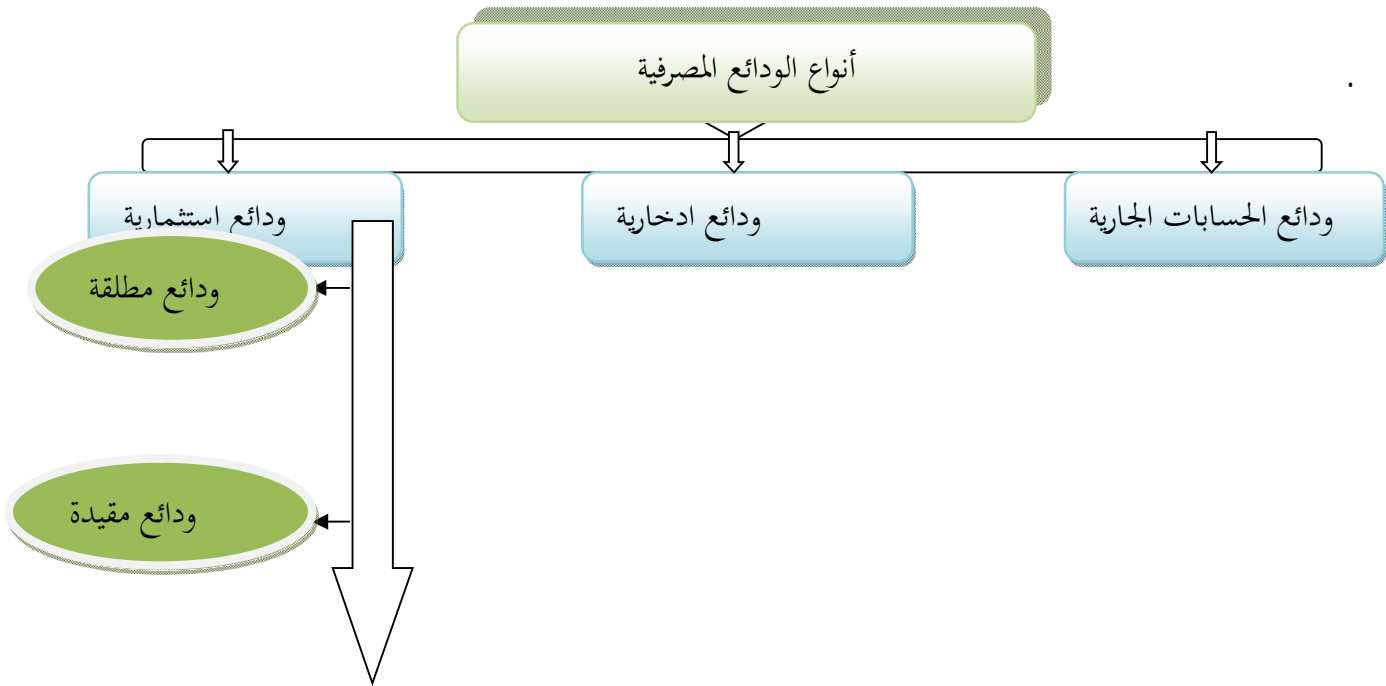 أنواع الودائع المصرفية
.
ودائع الحسابات الجارية
ودائع ادخارية
ودائع استثمارية
ودائع مطلقة
ودائع مقيدة